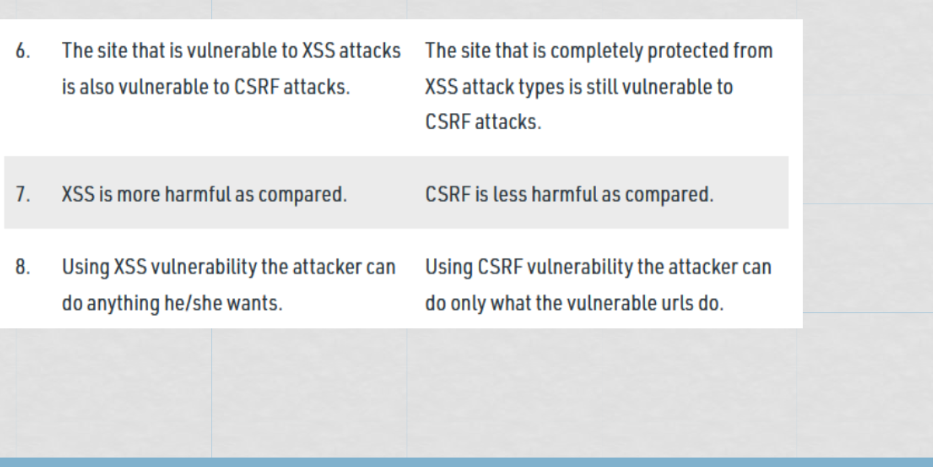 6. The site that is vulnerable to XSS attacks
is also vulnerable to CSRF attacks.
The site that is completely protected from
XSS attack types is still vulnerable to
CSRF attacks.
7. XSS is more harmful as compared.
CSRF is less harmful as compared.
8. Using XSS vulnerability the attacker can
do anything he/she wants.
Using CSRF vulnerability the attacker can
do only what the vulnerable urls do.